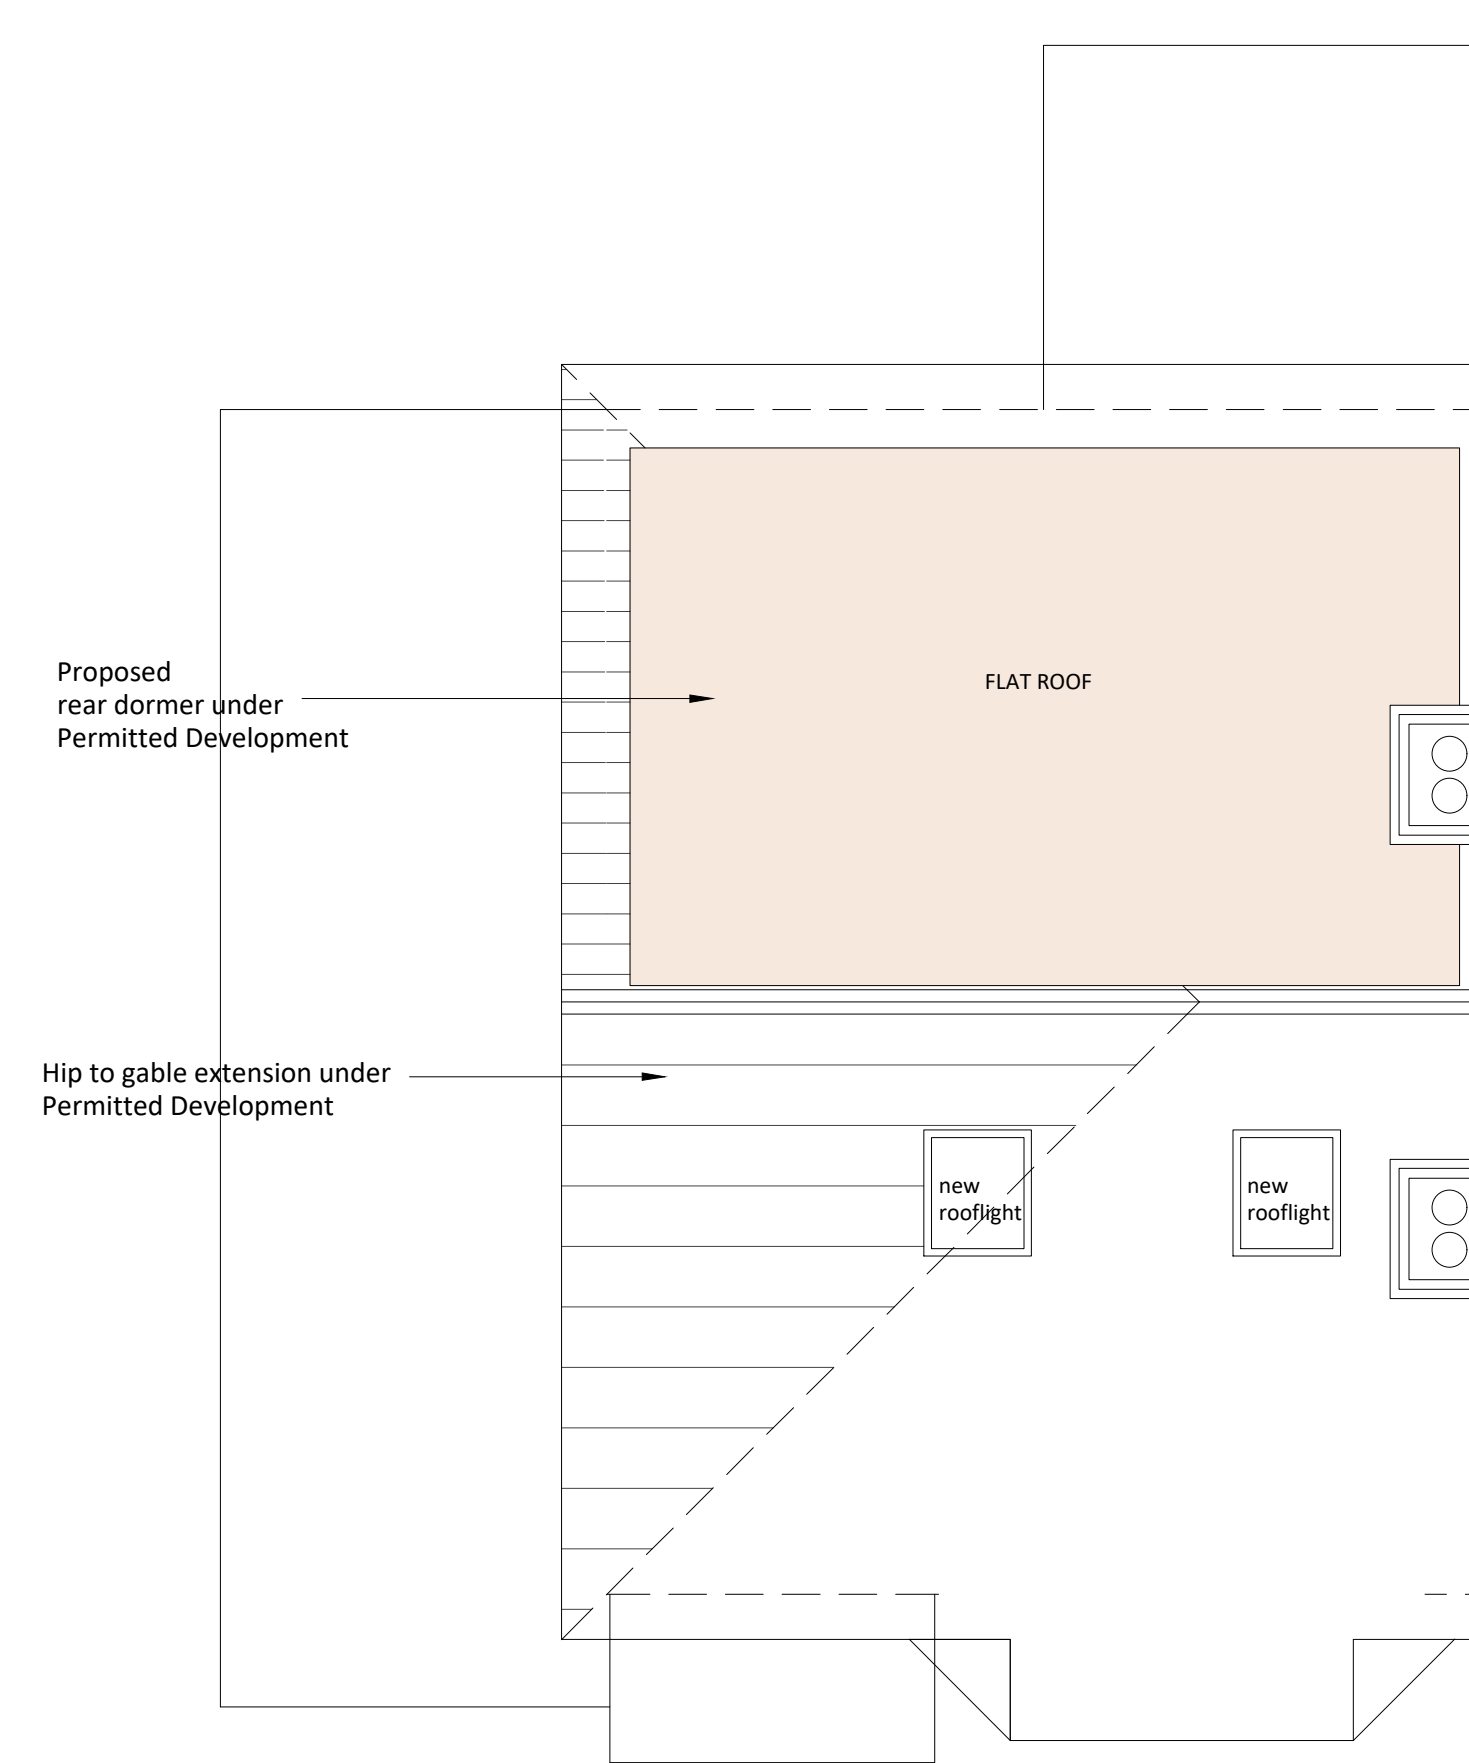 FLAT ROOF
Proposed
rear dormer under
Permitted Development
Hip to gable extension under
Permitted Development
new
rooflight
new
rooflight